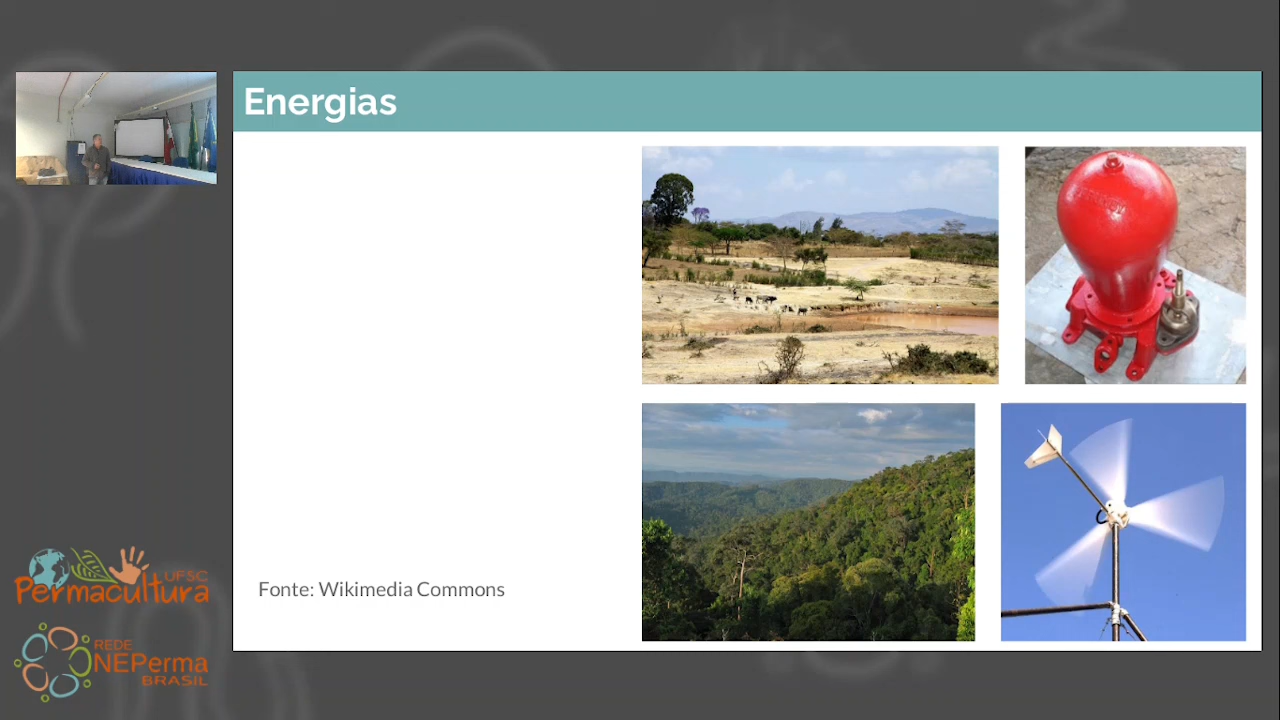 Energias
Fonte: Wikimedia Commons
UFSC
Permacultura
REDE
NEPerma
BRASIL